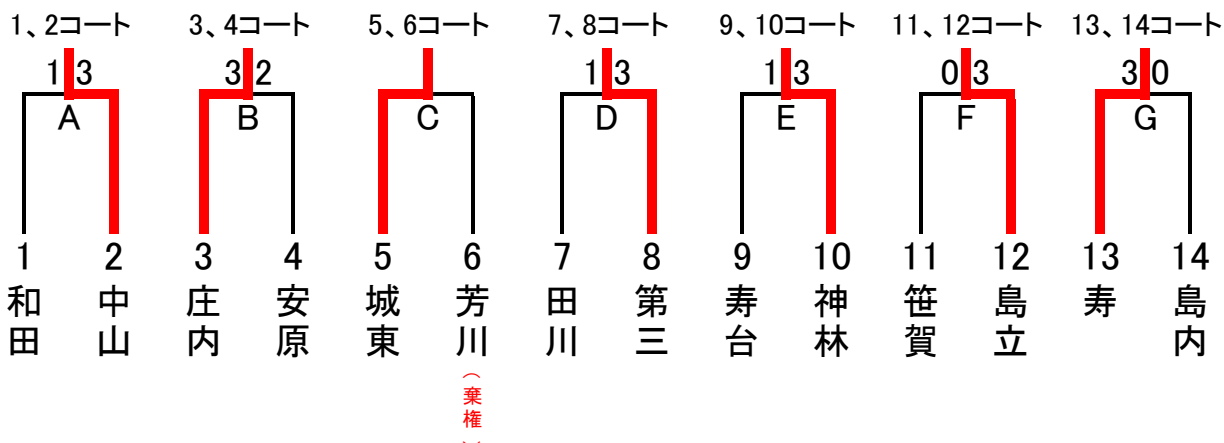 1、2コート 3、4コート 5、6コート 7、8コート 9、10コート 11、12コート 13、14コート
1 3 3 2 1 3 1 3 0 3 3 0
A B C D E F G
1 2 3 4 5 6 7 8 9 10 11 12 13 14
和田
中山
庄内
安原
城東
芳川
(棄権)
田川
第三
寿台
神林
笹賀
島立
寿
島内